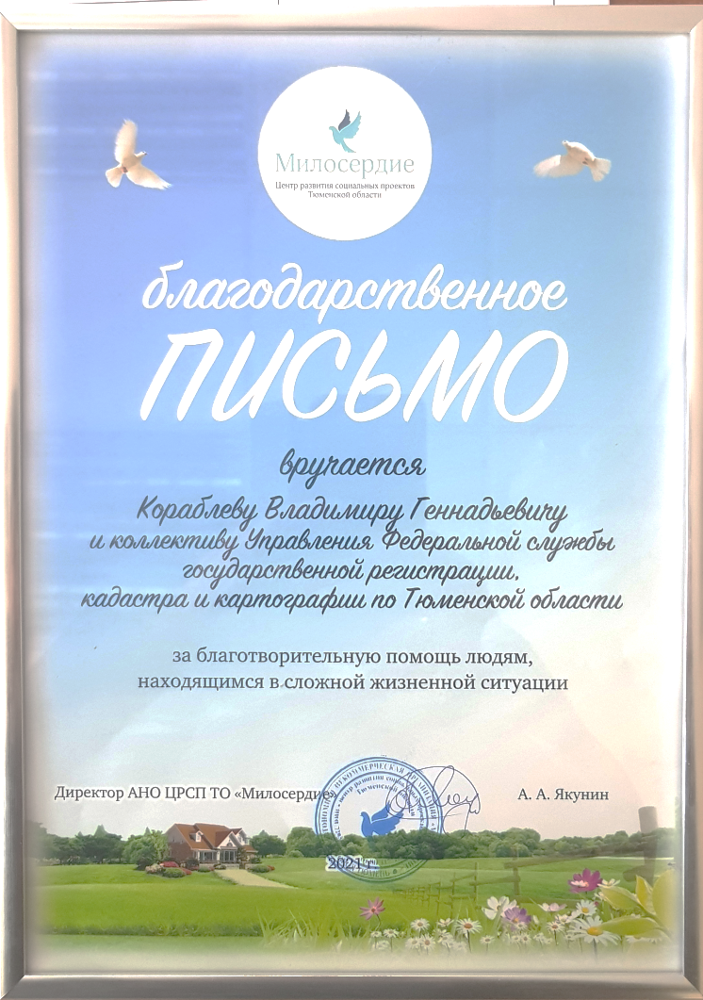 Милосердие
Центр развития социальных проектов
Тюменской области
благодарственное
ПИСЬМО
вручается
Кораблеву Владимиру Геннадьевичу
и коллективу Управления Федеральной службы
государственной регистрации,
кадастра и картографии по Тюменской области
за благотворительную помощь людям,
находящимся в сложной жизненной ситуации
Директор АНО ЦРСП ТО «Милосердие»
А. А. Якунин
НЕКОММЕРЧЕСКАЯ ОРГАНИЗАЦИЯ
2021 г.